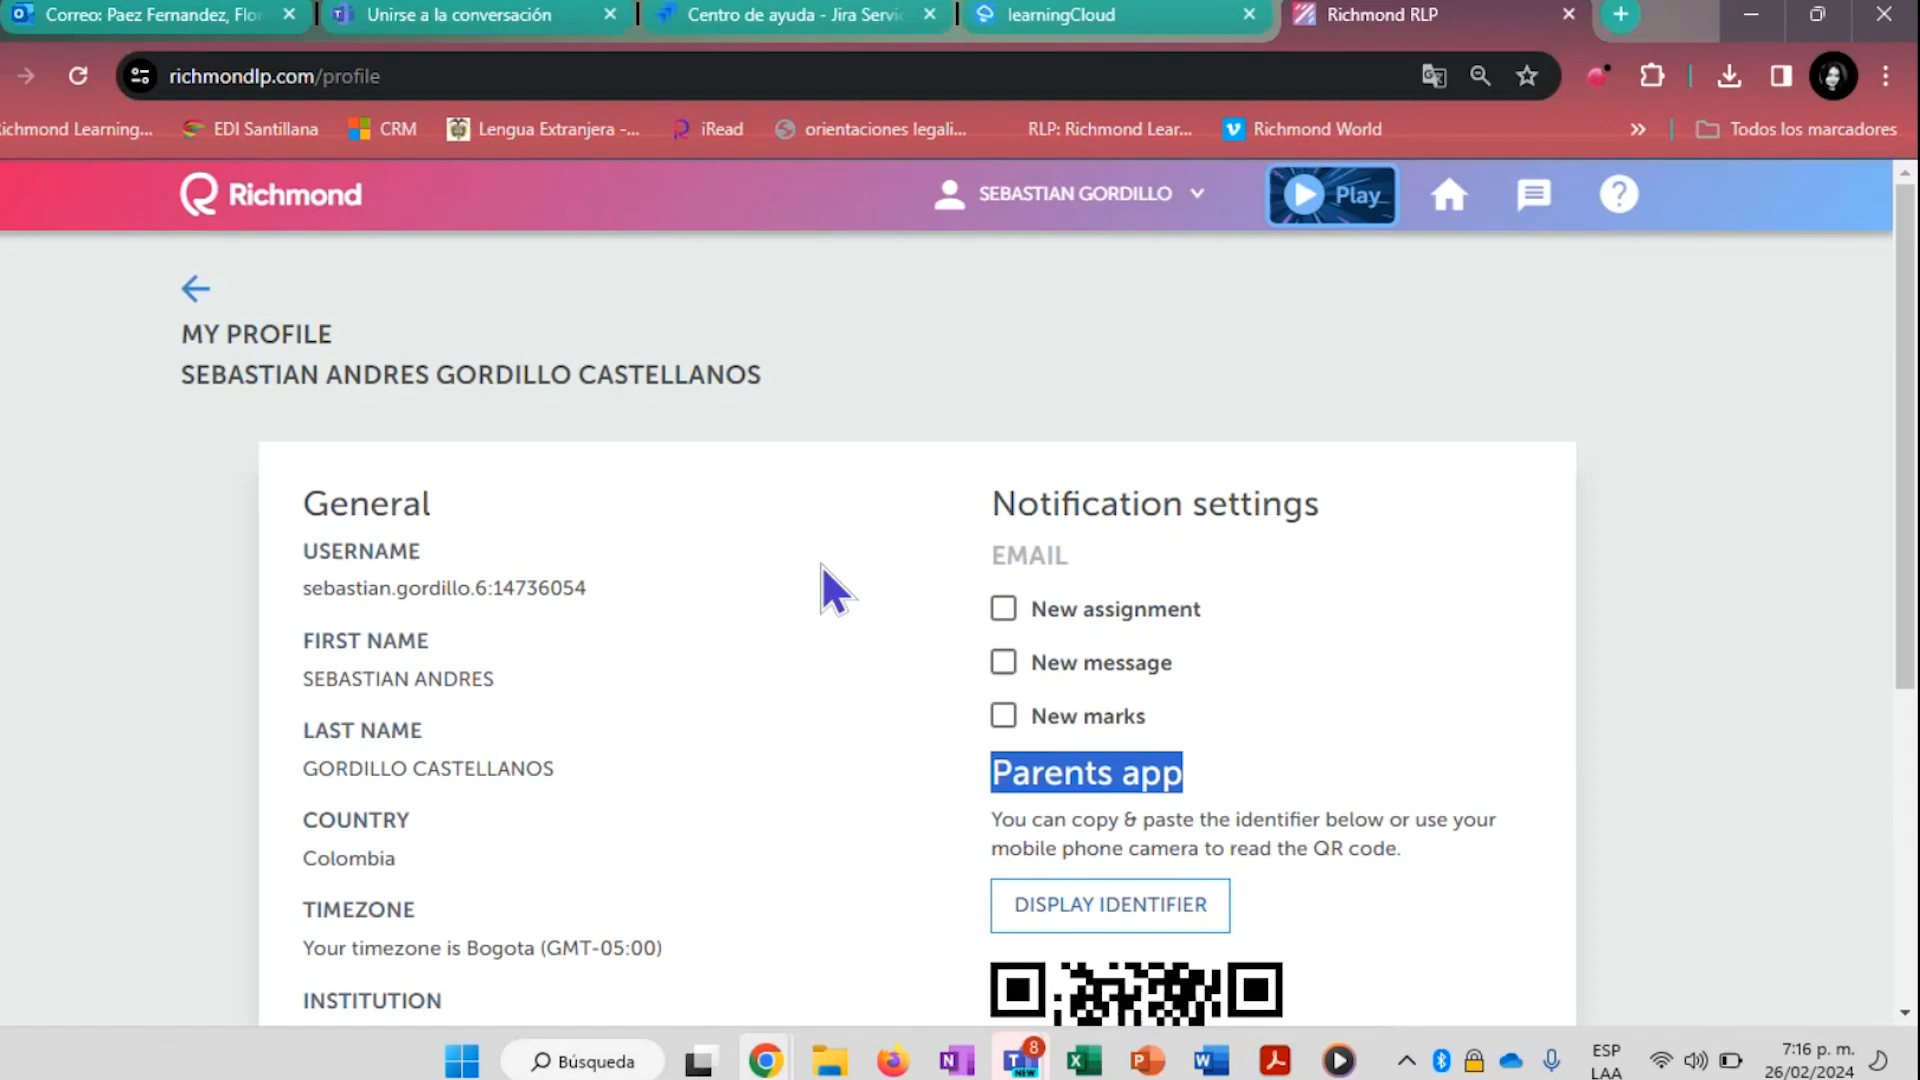 Correo: Paez Fernandez, Flor
Unirse a la conversación
Centro de ayuda - Jira Servic
learningCloud
Richmond RLP
richmondlp.com/profile
ichmond Learning...
EDI Santillana
CRM
Lengua Extranjera -...
iRead
orientaciones legali...
RLP: Richmond Lear...
Richmond World
»
Todos los marcadores
Richmond
SEBASTIAN GORDILLO
Play
MY PROFILE
SEBASTIAN ANDRES GORDILLO CASTELLANOS
General
USERNAME
sebastian.gordillo.6:14736054
FIRST NAME
SEBASTIAN ANDRES
LAST NAME
GORDILLO CASTELLANOS
COUNTRY
Colombia
TIMEZONE
Your timezone is Bogota (GMT-05:00)
INSTITUTION
Notification settings
EMAIL
New assignment
New message
New marks
Parents app
You can copy & paste the identifier below or use your
mobile phone camera to read the QR code.
DISPLAY IDENTIFIER
Búsqueda
8
NEW
ESP
LAA
7:16 p. m.
26/02/2024